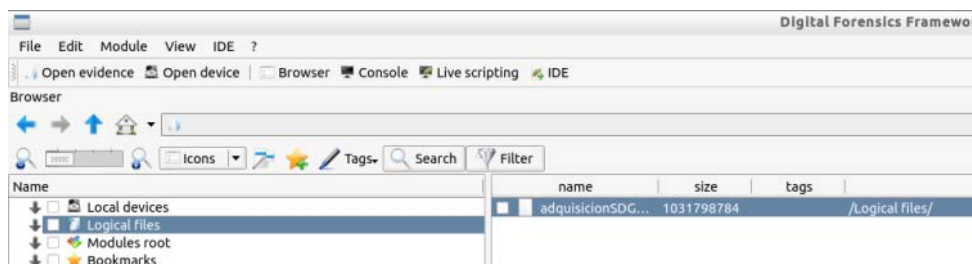 Digital Forensics Framewo
File Edit Module View IDE ?
Open evidence Open device Browser Console Live scripting IDE
Browser
Icons Tags Search Filter
Name name size tags
Local devices adquisicionSDG... 1031798784 /Logical files/
Logical files
Modules root
Bookmarks